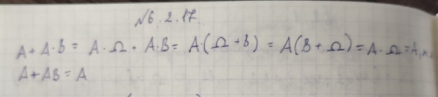 №6.2.17.
A + A·B = A·Ω + A·B = A(Ω+B) = A(B+Ω) = A·Ω = A,
A + AB = A